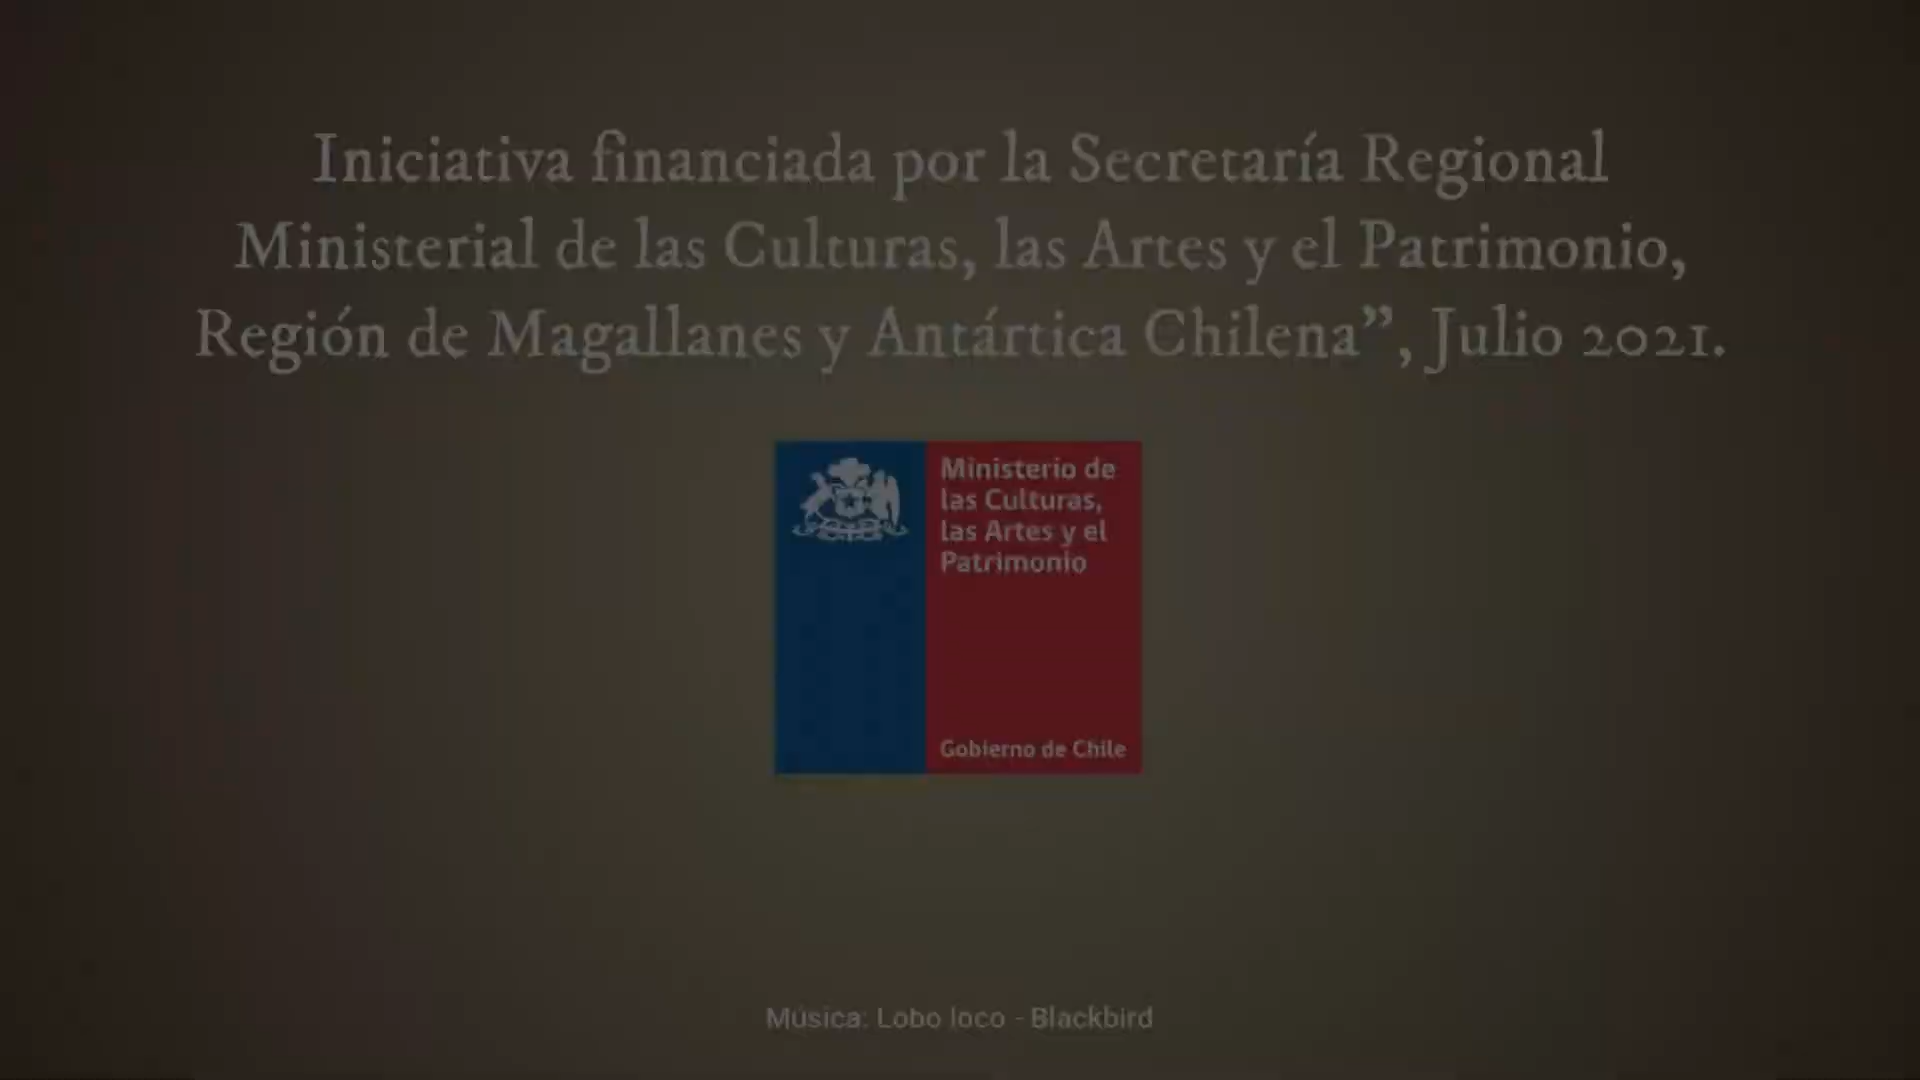 Iniciativa financiada por la Secretaría Regional
Ministerial de las Culturas, las Artes y el Patrimonio,
Región de Magallanes y Antártica Chilena”, Julio 2021.
Ministerio de
las Culturas,
las Artes y el
Patrimonio
Gobierno de Chile
Música: Lobo loco - Blackbird